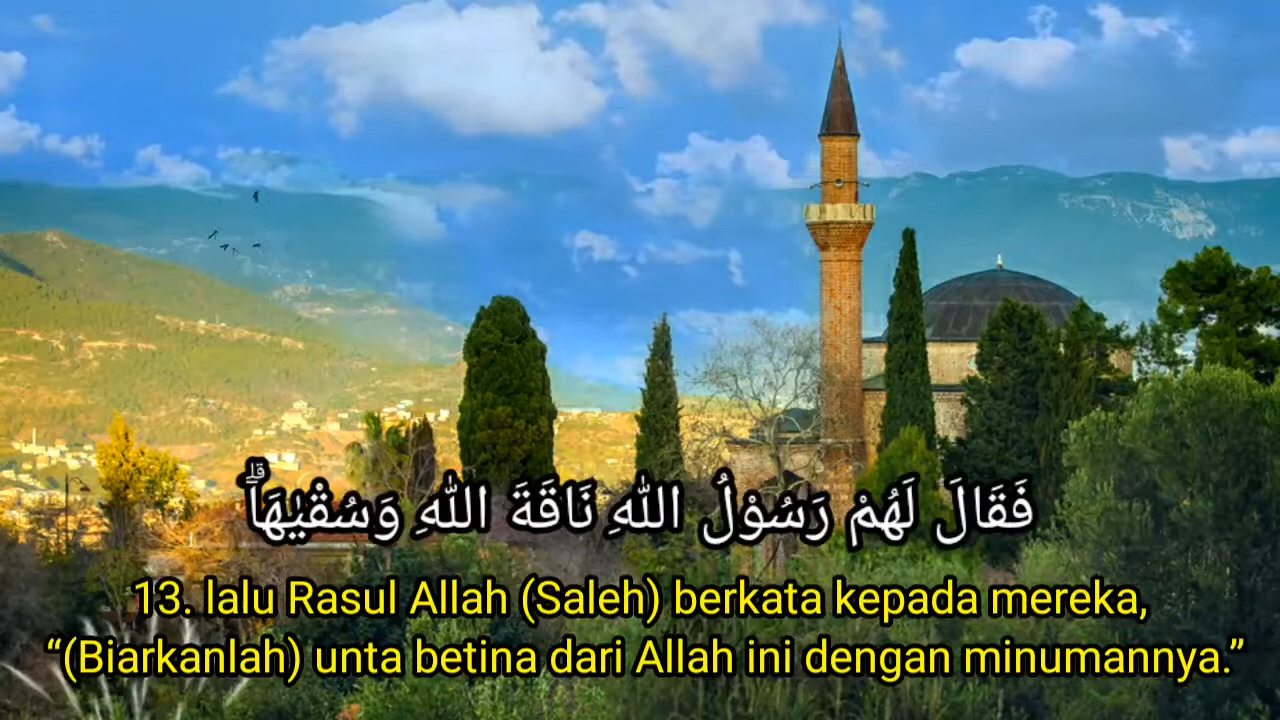 فَقَالَ لَهُمْ رَسُوْلُ اللّٰهِ نَاقَةَ اللّٰهِ وَسُقْيٰهَاۗ
13. lalu Rasul Allah (Saleh) berkata kepada mereka,
“(Biarkanlah) unta betina dari Allah ini dengan minumannya.”